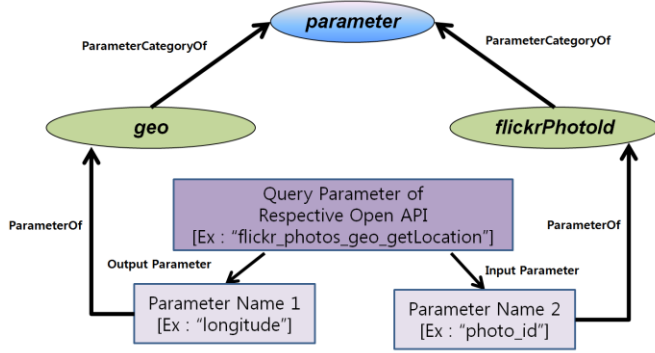 parameter
ParameterCategoryOf
ParameterCategoryOf
geo
flickrPhotoId
Query Parameter of
Respective Open API
[Ex : “flickr_photos_geo_getLocation”]
ParameterOf
ParameterOf
Output Parameter
Input Parameter
Parameter Name 1
[Ex : “longitude”]
Parameter Name 2
[Ex : “photo_id”]